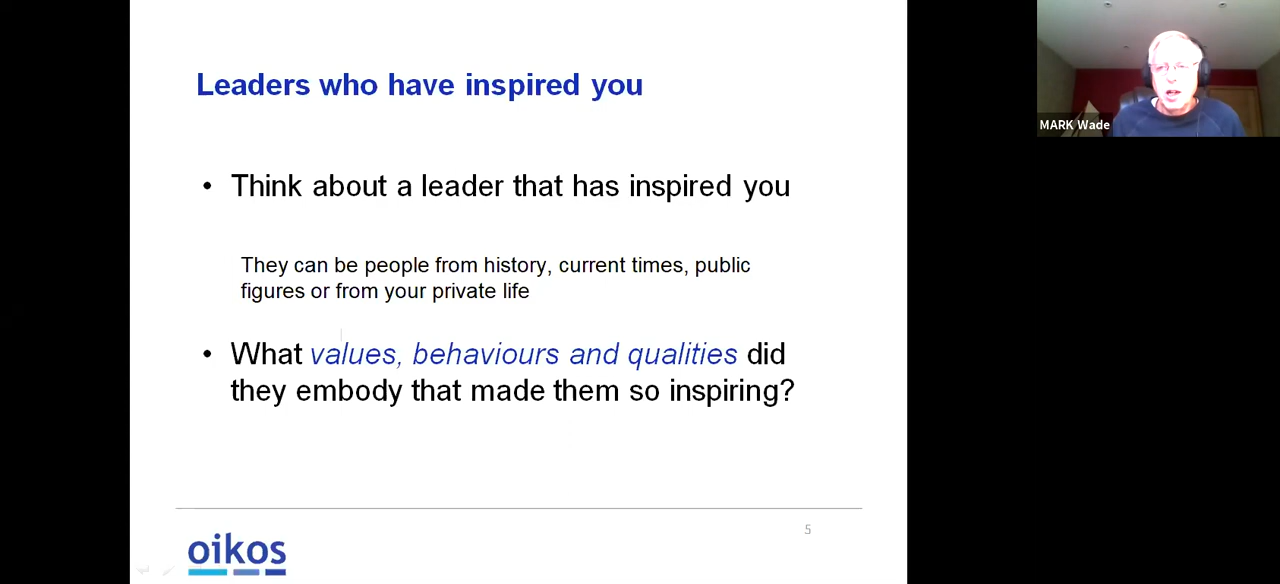 Leaders who have inspired you
• Think about a leader that has inspired you
They can be people from history, current times, public
figures or from your private life
• What values, behaviours and qualities did
they embody that made them so inspiring?
5
oikos
MARK Wade